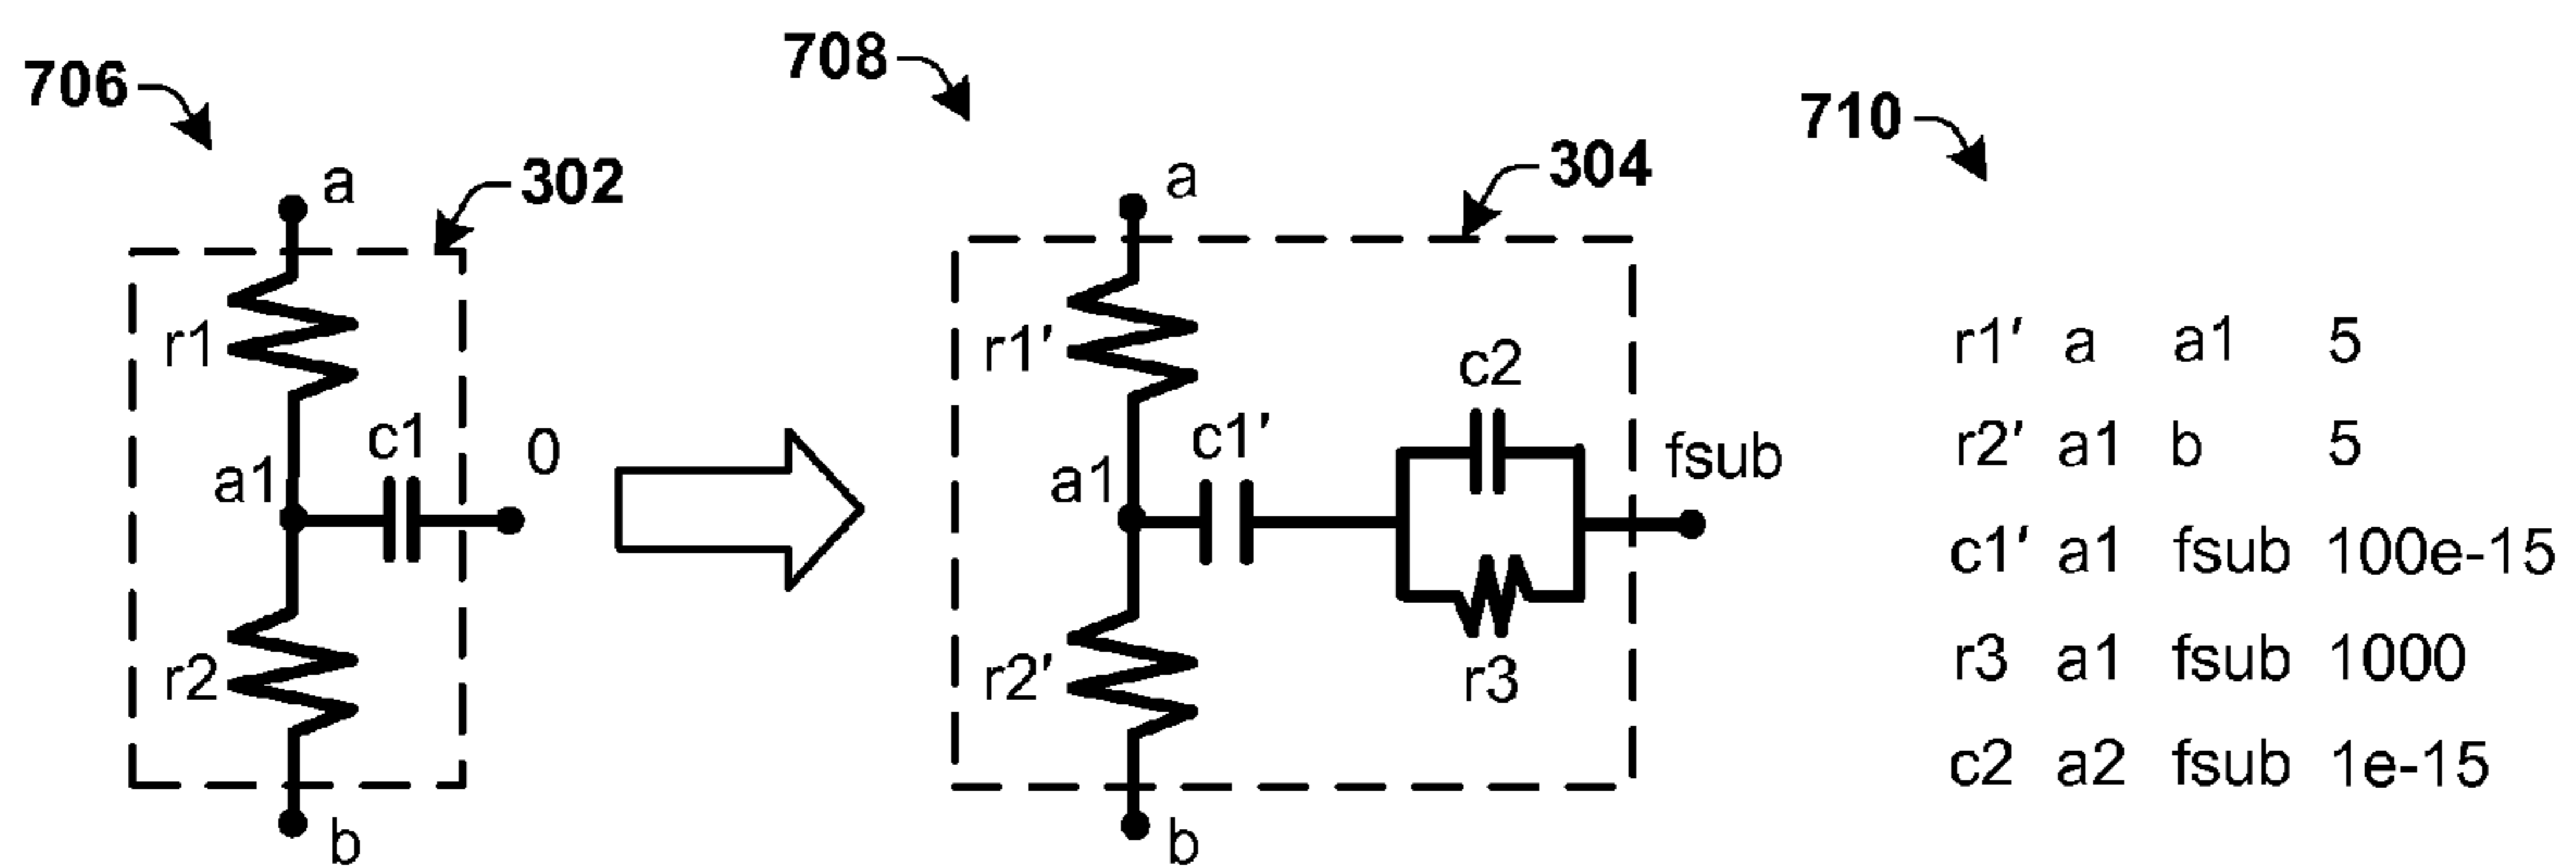 706
302
a
r1
a1
c1
0
r2
b
708
304
a
r1′
a1
c1′
c2
fsub
r2′
r3
b
710
r1′ a a1 5
r2′ a1 b 5
c1′ a1 fsub 100e-15
r3 a1 fsub 1000
c2 a2 fsub 1e-15